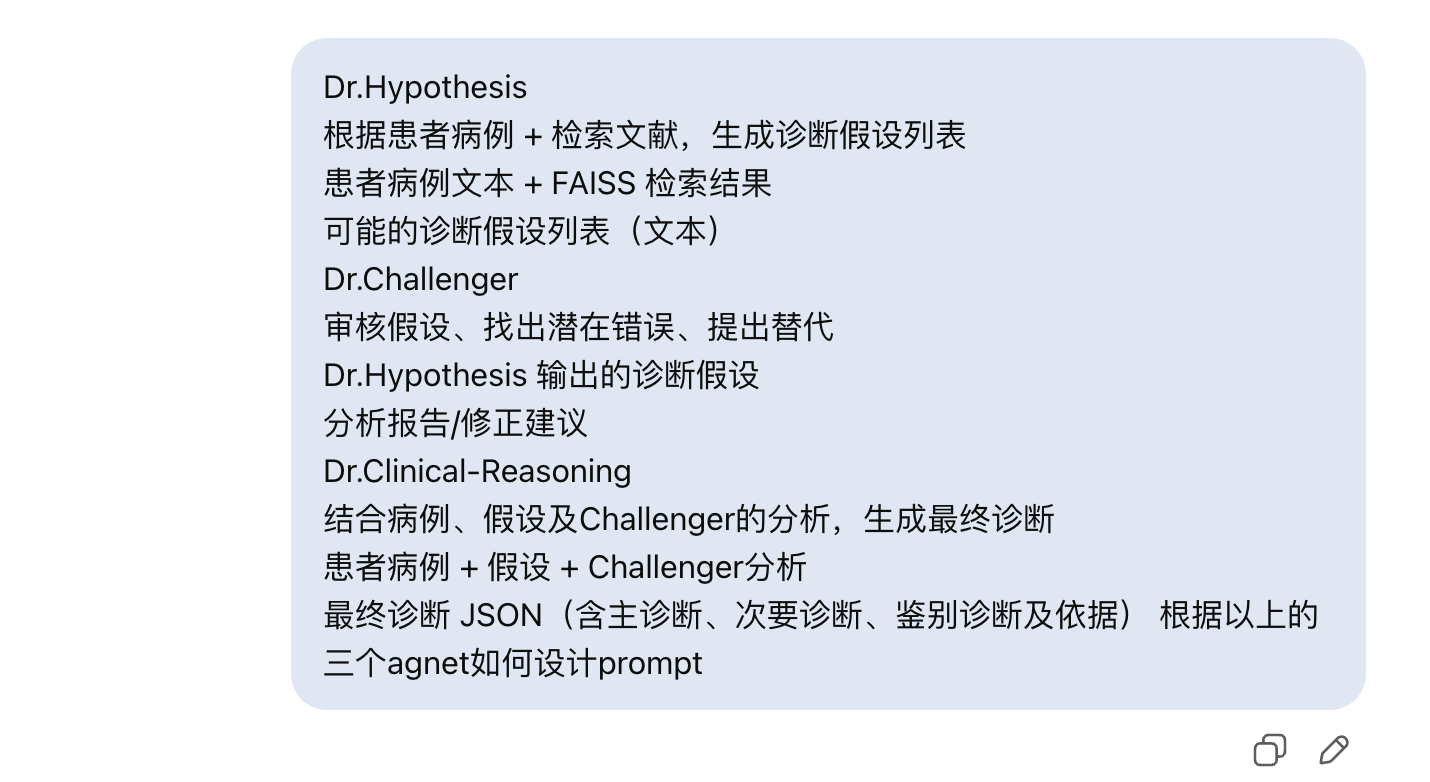 Dr.Hypothesis
根据患者病例 + 检索文献，生成诊断假设列表
患者病例文本 + FAISS 检索结果
可能的诊断假设列表（文本）
Dr.Challenger
审核假设、找出潜在错误、提出替代
Dr.Hypothesis 输出的诊断假设
分析报告/修正建议
Dr.Clinical-Reasoning
结合病例、假设及Challenger的分析，生成最终诊断
患者病例 + 假设 + Challenger分析
最终诊断 JSON（含主诊断、次要诊断、鉴别诊断及依据） 根据以上的
三个agnet如何设计prompt